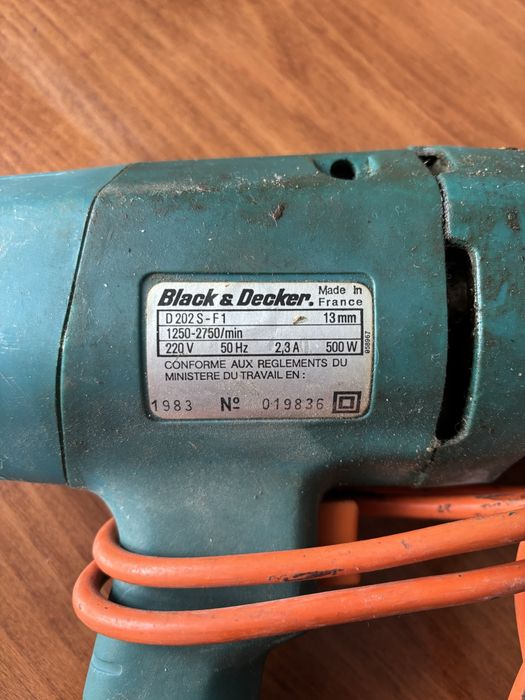 Black & Decker. Made in France
D 202 S-F1 13 mm
1250-2750/min
220 V 50 Hz 2,3 A 500 W
CONFORME AUX REGLEMENTS DU
MINISTERE DU TRAVAIL EN :
1983 Nº 019836
958967